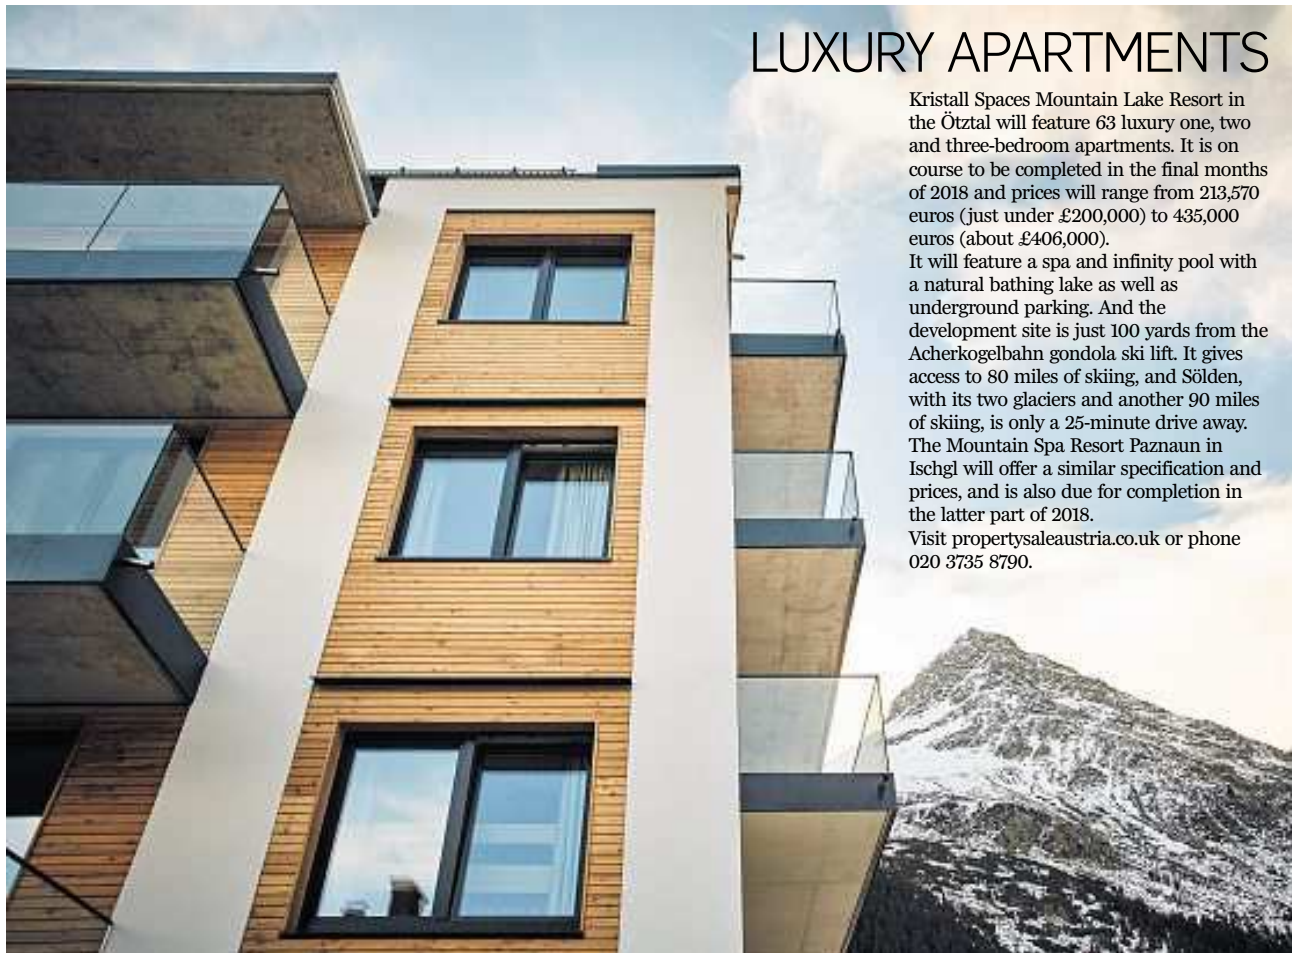 LUXURY APARTMENTS
Kristall Spaces Mountain Lake Resort in
the Ötztal will feature 63 luxury one, two
and three-bedroom apartments. It is on
course to be completed in the final months
of 2018 and prices will range from 213,570
euros (just under £200,000) to 435,000
euros (about £406,000).
It will feature a spa and infinity pool with
a natural bathing lake as well as
underground parking. And the
development site is just 100 yards from the
Acherkogelbahn gondola ski lift. It gives
access to 80 miles of skiing, and Sölden,
with its two glaciers and another 90 miles
of skiing, is only a 25-minute drive away.
The Mountain Spa Resort Paznaun in
Ischgl will offer a similar specification and
prices, and is also due for completion in
the latter part of 2018.
Visit propertysaleaustria.co.uk or phone
020 3735 8790.